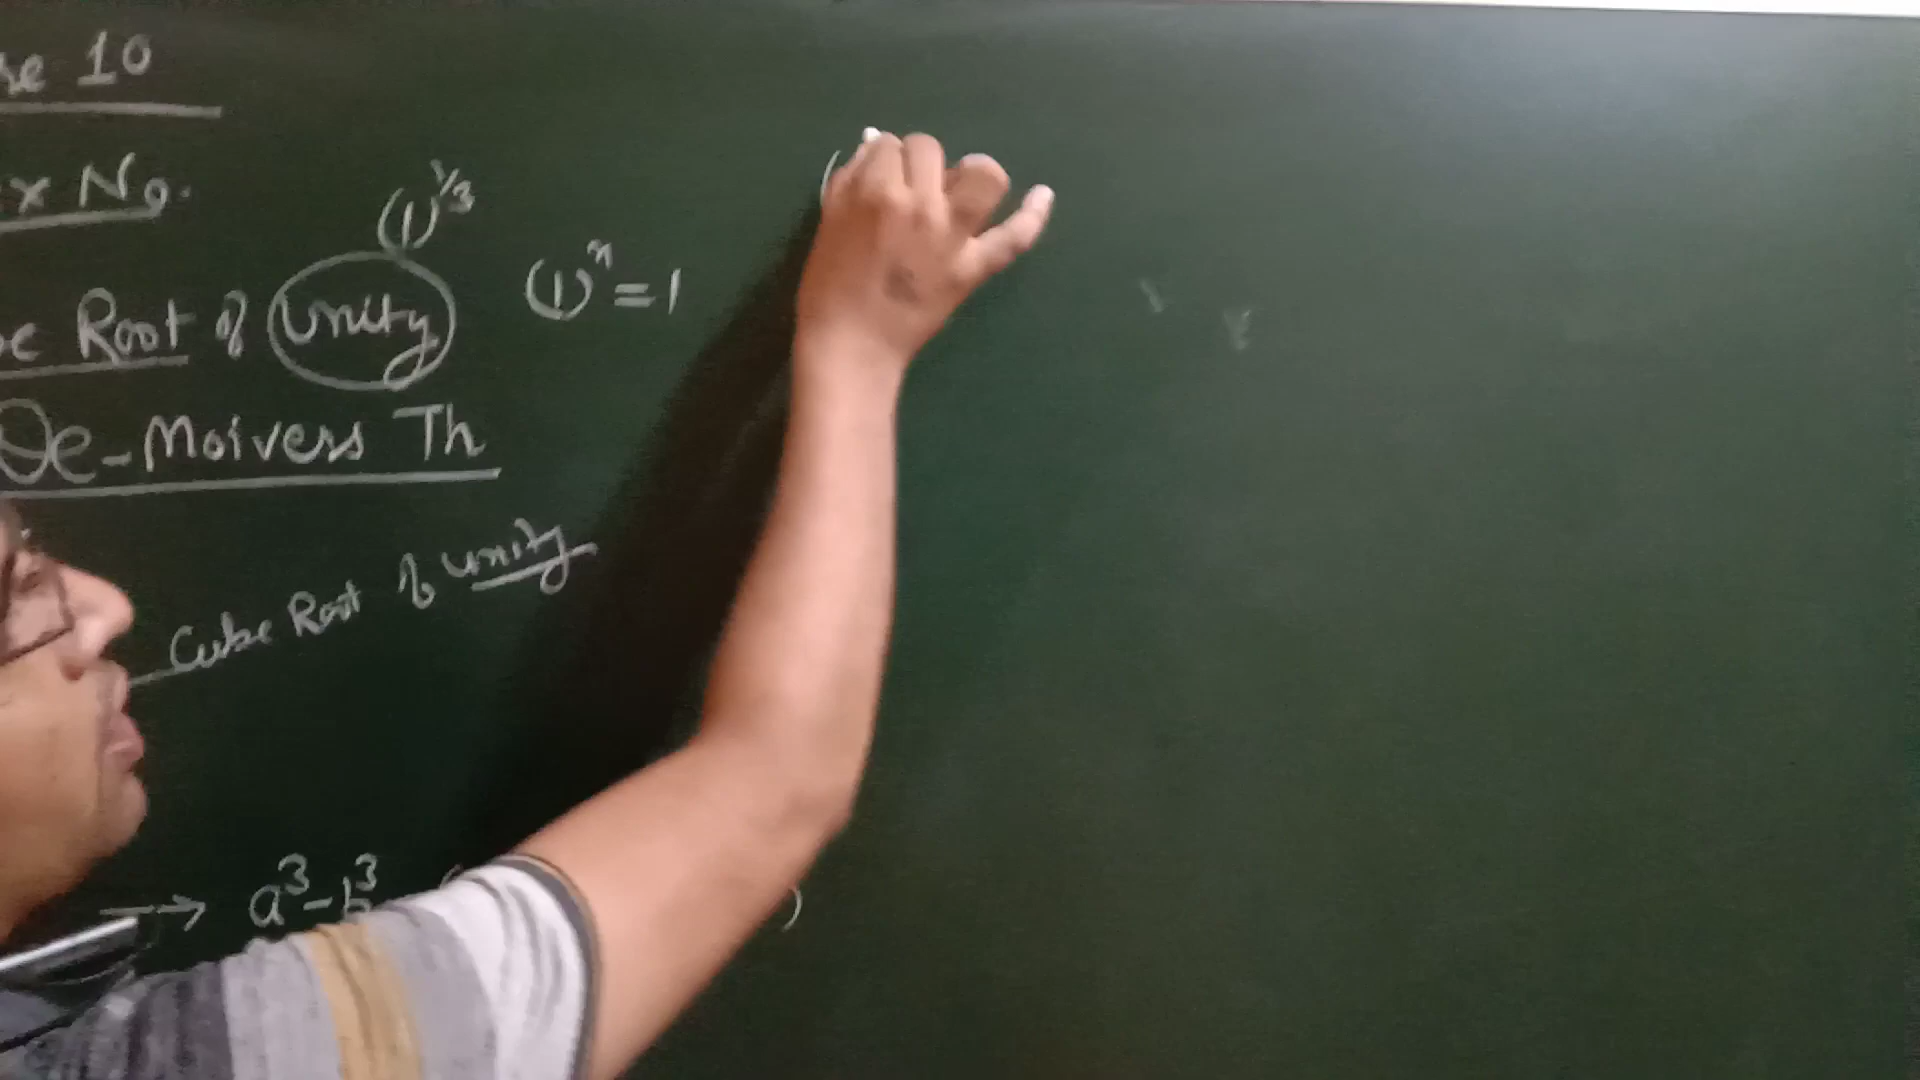 re 10
x No.
(1)^1/3
(1)^n = 1
Root of Unity
De-Moivers Th
Cube Root of unity
→ a³-b³